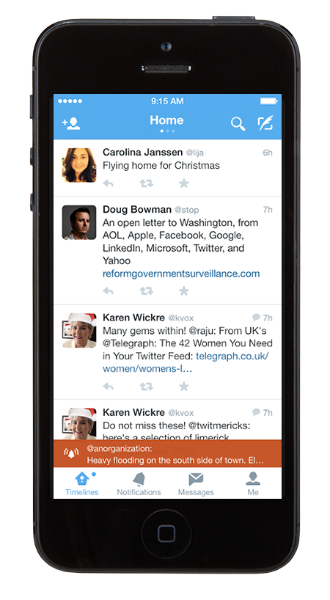 9:15 AM
Home
Carolina Janssen @lija 6h
Flying home for Christmas
Doug Bowman @stop 7h
An open letter to Washington, from
AOL, Apple, Facebook, Google,
LinkedIn, Microsoft, Twitter, and
Yahoo
reformgovernmentsurveillance.com
Karen Wickre @kvox 7h
Many gems within! @raju: From UK's
@Telegraph: The 42 Women You Need
in Your Twitter Feed: telegraph.co.uk/
women/womens-l…
Karen Wickre @kvox 7h
Do not miss these! @twitmericks:
here's a selection of limerick
@anorganization:
Heavy flooding on the south side of town. El…
Timelines Notifications Messages Me